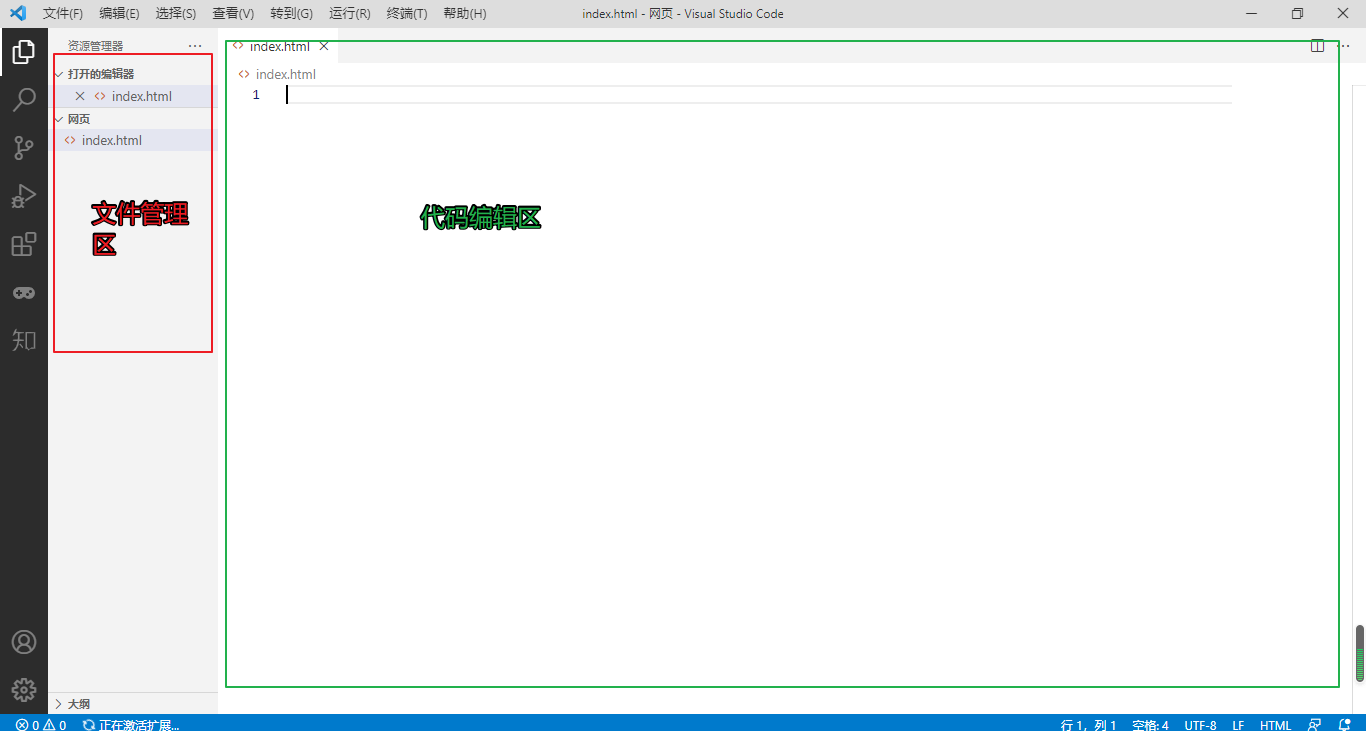 文件(F) 编辑(E) 选择(S) 查看(V) 转到(G) 运行(R) 终端(T) 帮助(H) index.html - 网页 - Visual Studio Code
资源管理器 ···
index.html
打开的编辑器
index.html
index.html
1
网页
index.html
文件管理
区
代码编辑区
知
大纲
0 0 正在激活扩展... 行 1，列 1 空格: 4 UTF-8 LF HTML